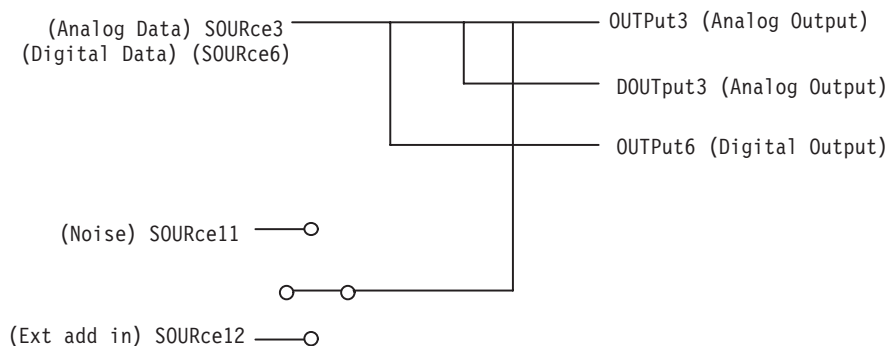 (Analog Data) SOURce3
(Digital Data) (SOURce6)
OUTPut3 (Analog Output)
DOUTput3 (Analog Output)
OUTPut6 (Digital Output)
(Noise) SOURce11
(Ext add in) SOURce12